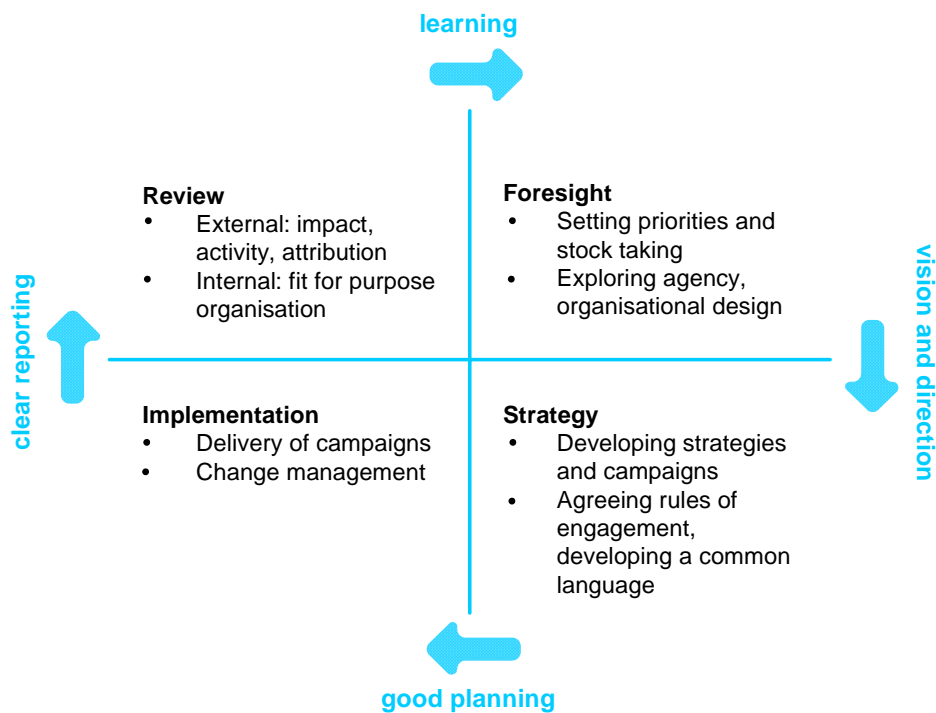 learning
Review
• External: impact,
activity, attribution
• Internal: fit for purpose
organisation
Foresight
• Setting priorities and
stock taking
• Exploring agency,
organisational design
clear reporting
vision and direction
Implementation
• Delivery of campaigns
• Change management
Strategy
• Developing strategies
and campaigns
• Agreeing rules of
engagement,
developing a common
language
good planning